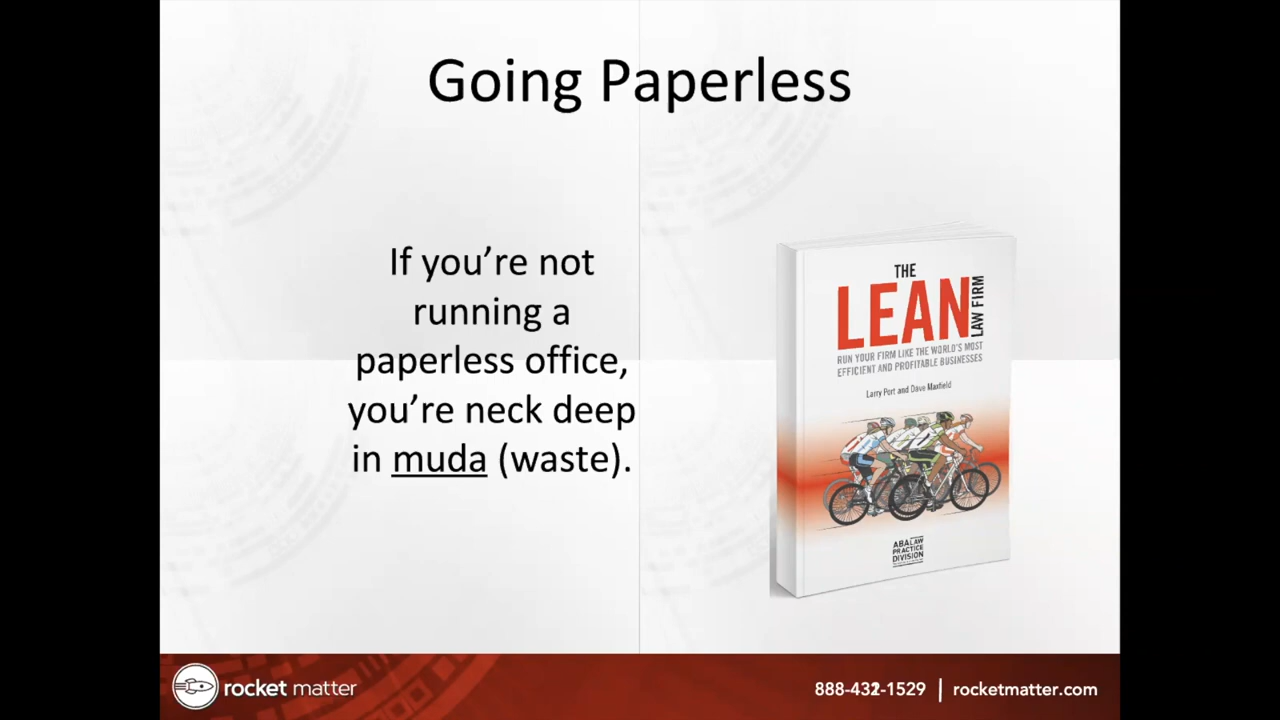 Going Paperless
If you’re not
running a
paperless office,
you’re neck deep
in muda (waste).
THE
LEAN
LAW FIRM
RUN YOUR FIRM LIKE THE WORLD'S MOST
EFFICIENT AND PROFITABLE BUSINESSES
Larry Port and Dave Maxfield
ABA LAW
PRACTICE
DIVISION
rocket matter
888-432-1529 | rocketmatter.com